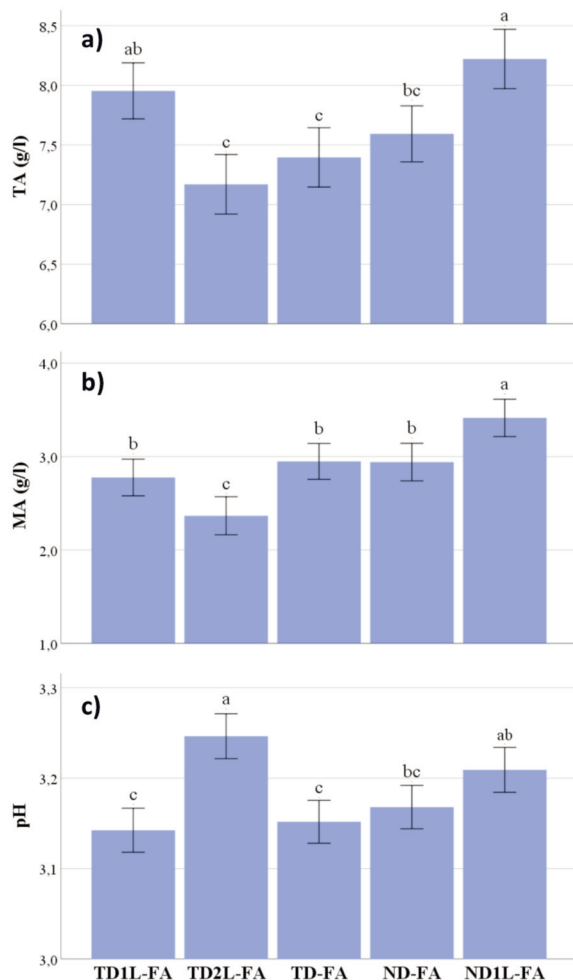 a)
TA (g/l)
8,5
8,0
7,5
7,0
6,5
6,0
ab
c
c
bc
a
b)
MA (g/l)
4,0
3,0
2,0
1,0
b
c
b
b
a
c)
pH
3,3
3,2
3,1
3,0
c
a
c
bc
ab
TD1L-FA TD2L-FA TD-FA ND-FA ND1L-FA